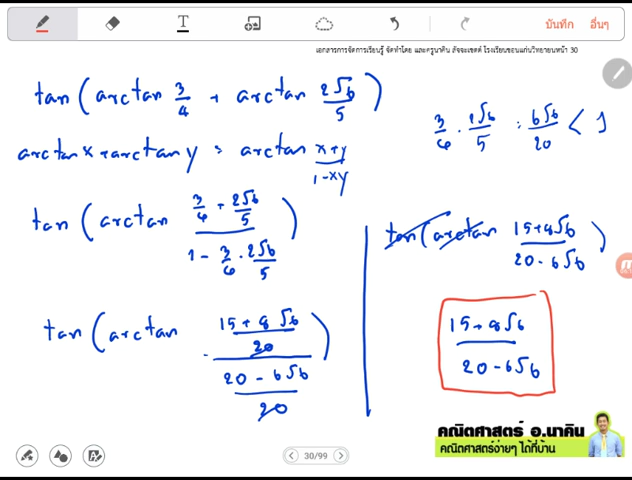 บันทึก อื่นๆ
เอกสารการจัดการเรียนรู้ จัดทำโดย และครูนาคิน สัจจะเขตต์ โรงเรียนขอนแก่นวิทยายนหน้า 30
tan(arctan 3/4 + arctan 2√6/5)
3/4 · 2√6/5 = 6√6/20 < 1
arctan x + arctan y = arctan (x+y)/(1-xy)
tan(arctan (3/4 + 2√6/5)/(1 - 3/4 · 2√6/5))
tan(arctan ((15+8√6)/20)/((20-6√6)/20))
tan(arctan (15+8√6)/(20-6√6))
(15+8√6)/(20-6√6)
คณิตศาสตร์ อ.นาคิน
คณิตศาสตร์ง่ายๆ ได้ที่บ้าน
30/99